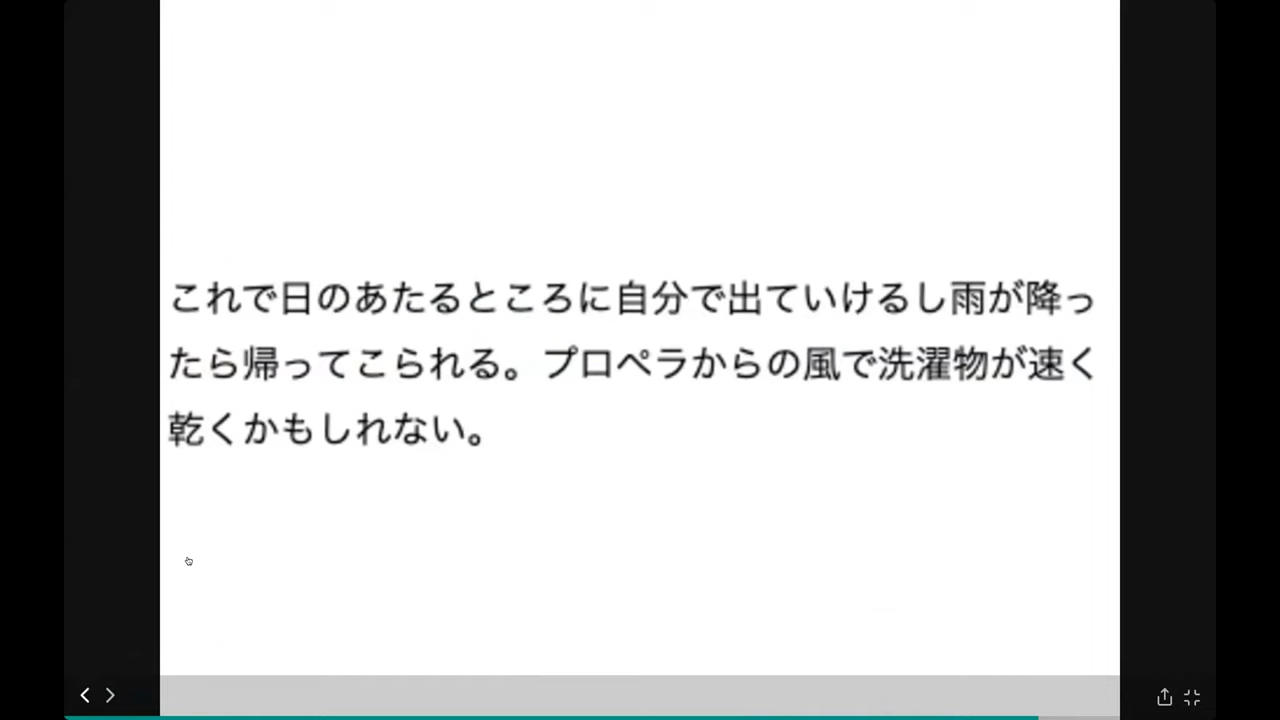 これで日のあたるところに自分で出ていけるし雨が降っ
たら帰ってこられる。プロペラからの風で洗濯物が速く
乾くかもしれない。